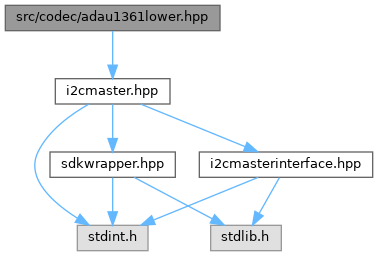 src/codec/adau1361lower.hpp
i2cmaster.hpp
sdkwrapper.hpp
i2cmasterinterface.hpp
stdint.h
stdlib.h